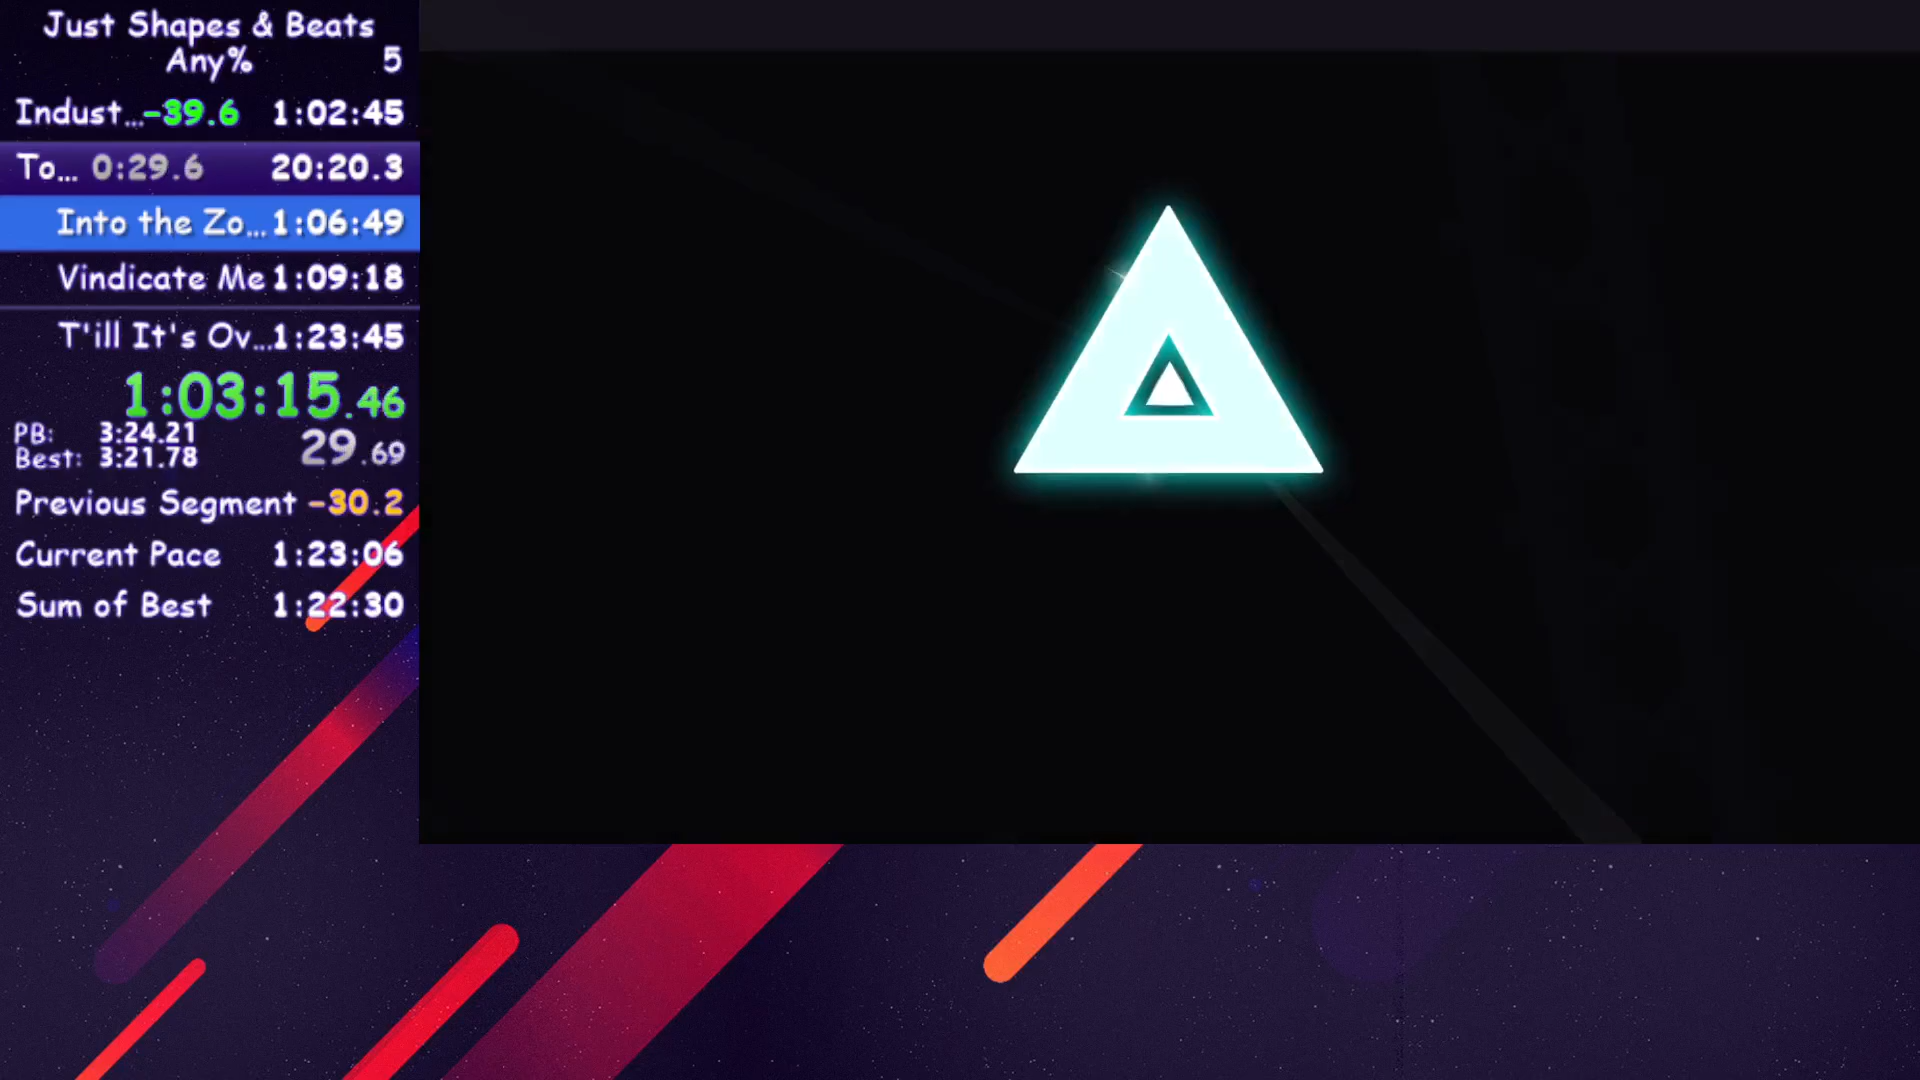 Just Shapes & Beats
Any% 5
Indust...-39.6 1:02:45
To... 0:29.6 20:20.3
Into the Zo... 1:06:49
Vindicate Me 1:09:18
T'ill It's Ov... 1:23:45
1:03:15.46
PB: 3:24.21
Best: 3:21.78
29.69
Previous Segment -30.2
Current Pace 1:23:06
Sum of Best 1:22:30